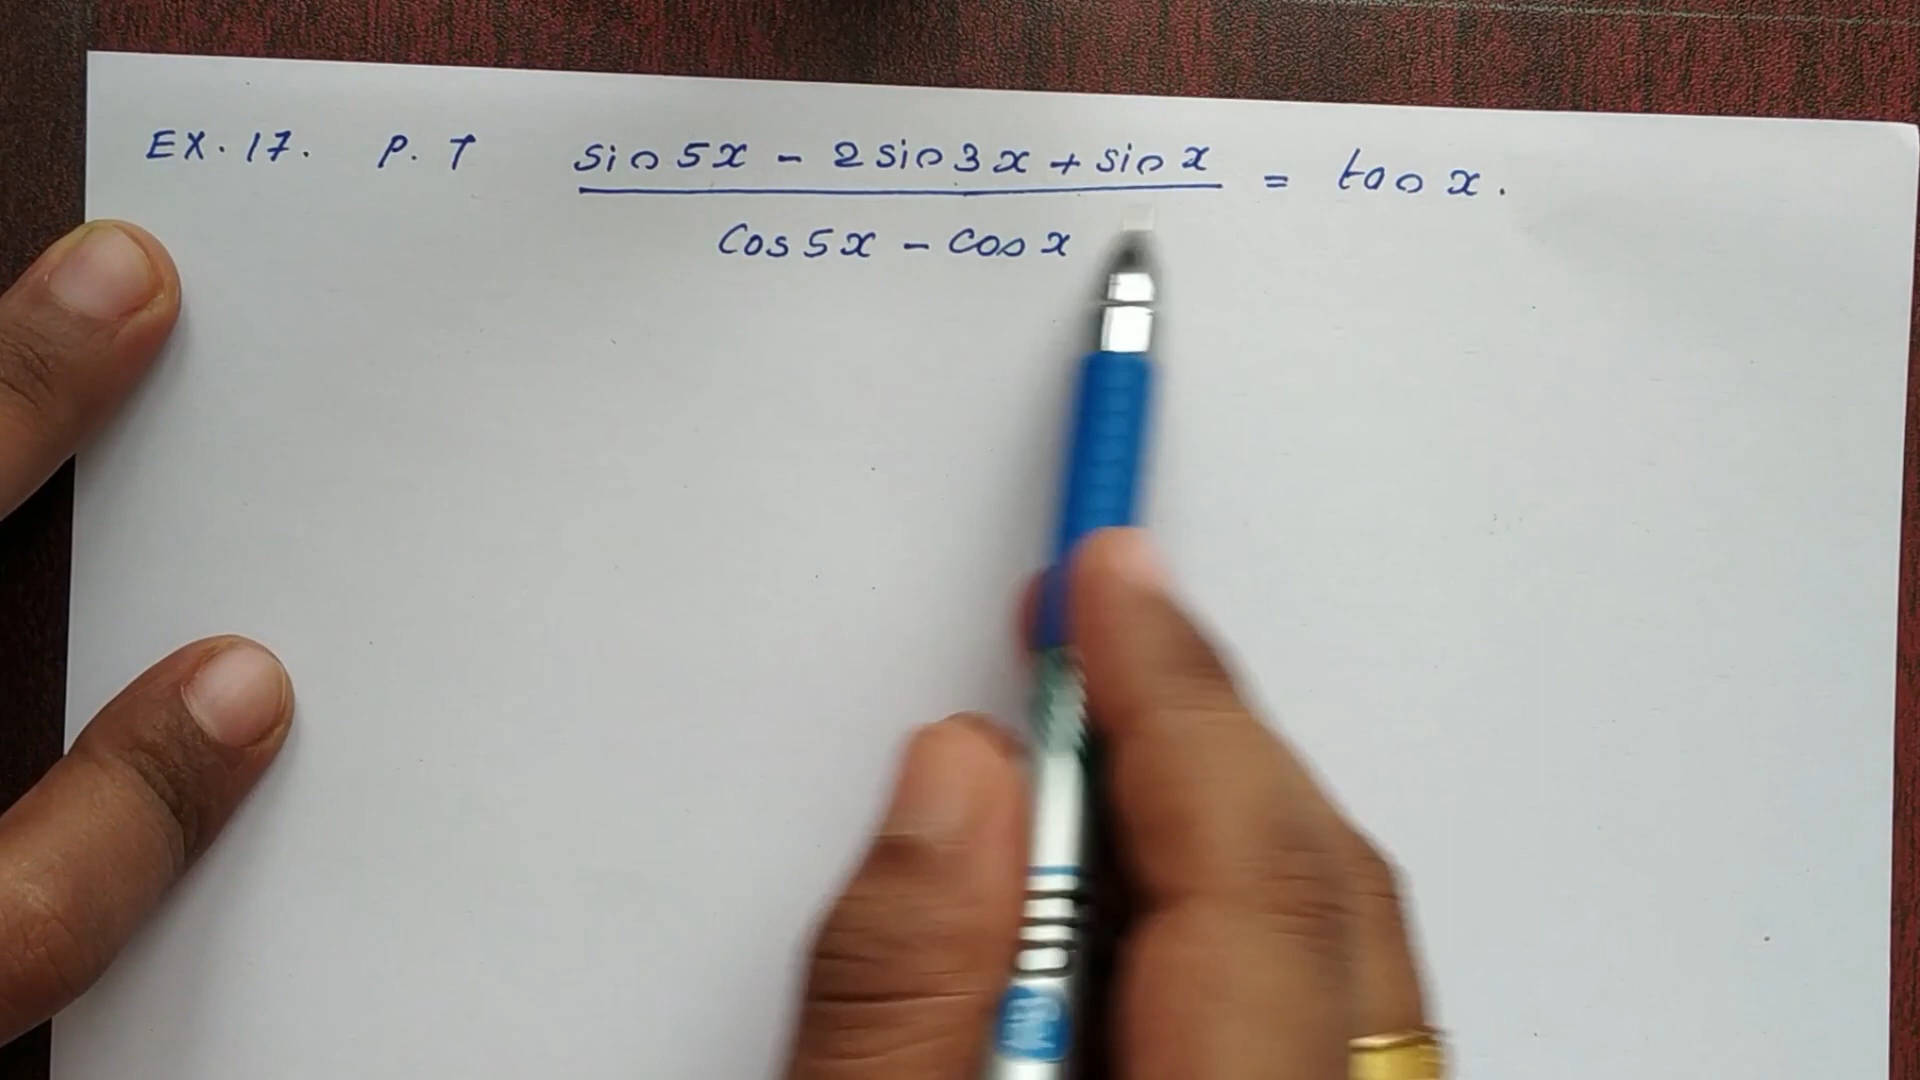 EX. 17. P. T sin 5x - 2 sin 3x + sin x = tan x.
cos 5x - cos x